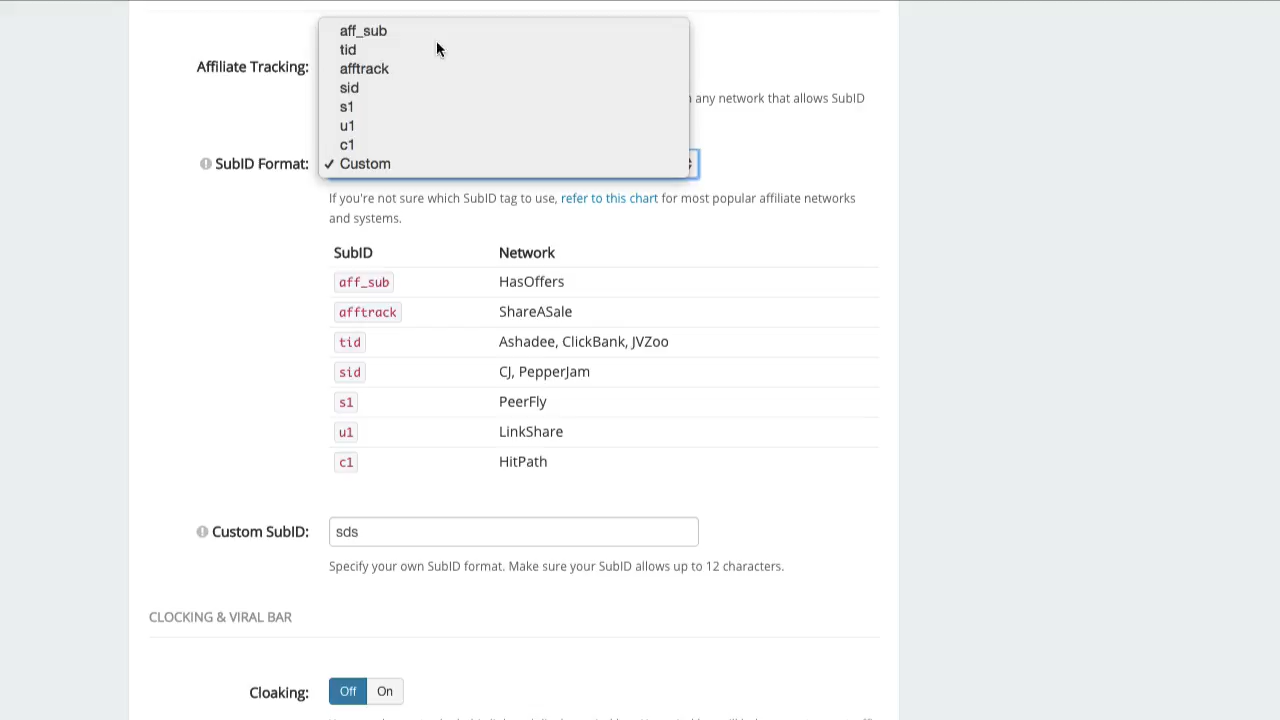 aff_sub
tid
Affiliate Tracking:
afftrack
sid
any network that allows SubID
s1
u1
c1
SubID Format:
✓ Custom
If you're not sure which SubID tag to use, refer to this chart for most popular affiliate networks
and systems.
SubID Network
aff_sub HasOffers
afftrack ShareASale
tid Ashadee, ClickBank, JVZoo
sid CJ, PepperJam
s1 PeerFly
u1 LinkShare
c1 HitPath
Custom SubID: sds
Specify your own SubID format. Make sure your SubID allows up to 12 characters.
CLOCKING & VIRAL BAR
Cloaking: Off On